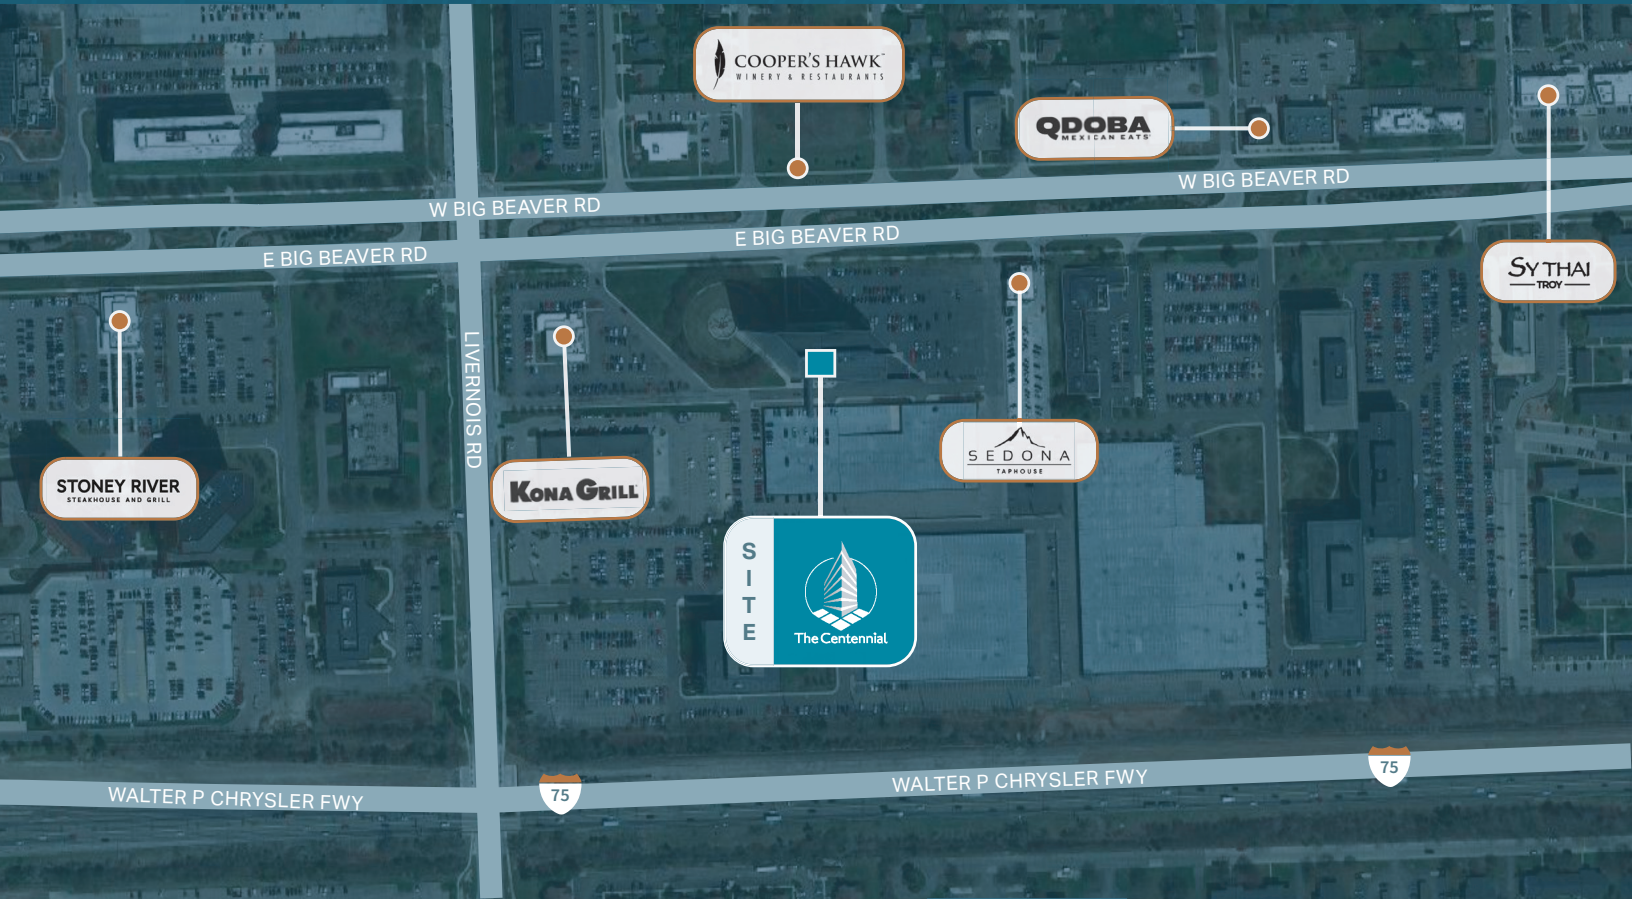 COOPER'S HAWK™
WINERY & RESTAURANTS
QDOBA
MEXICAN EATS
W BIG BEAVER RD
W BIG BEAVER RD
E BIG BEAVER RD
E BIG BEAVER RD
SY THAI
TROY
LIVERNOIS RD
STONEY RIVER
STEAKHOUSE AND GRILL
KONA GRILL
SEDONA
TAPHOUSE
SITE
The Centennial
WALTER P CHRYSLER FWY
75
WALTER P CHRYSLER FWY
75